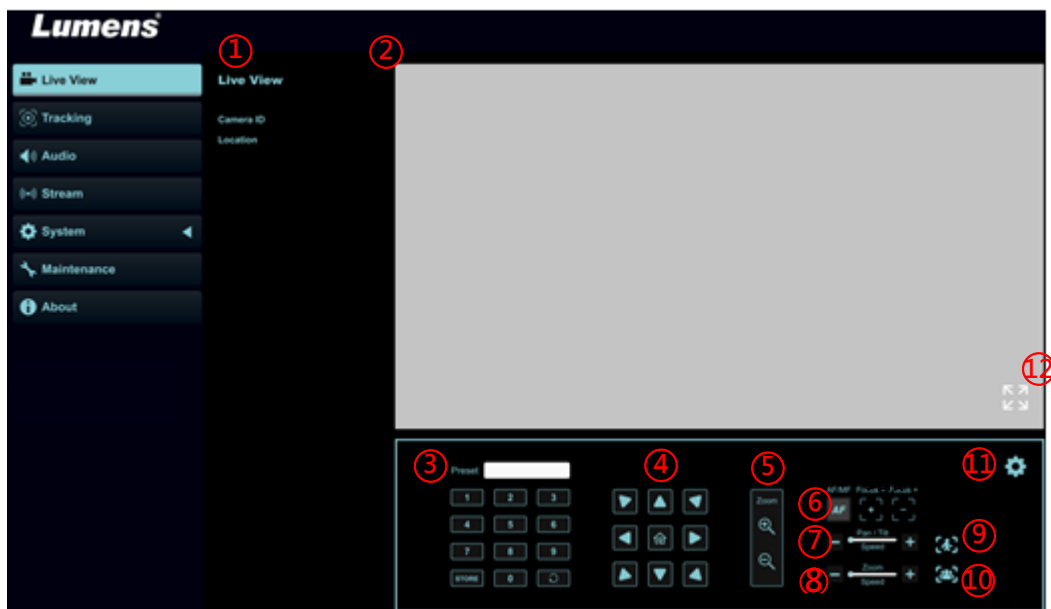 Lumens
① ②
Live View
Tracking
Audio
Stream
System
Maintenance
About
Live View
Camera ID
Location
⑫
③ Preset ④ ⑤ ⑪
1 2 3
4 5 6
7 8 9
STORE 0
Zoom
AF/MF Focus - Focus +
⑥ AF + -
⑦ - Pan / Tilt + ⑨
Speed
⑧ - Zoom + ⑩
Speed